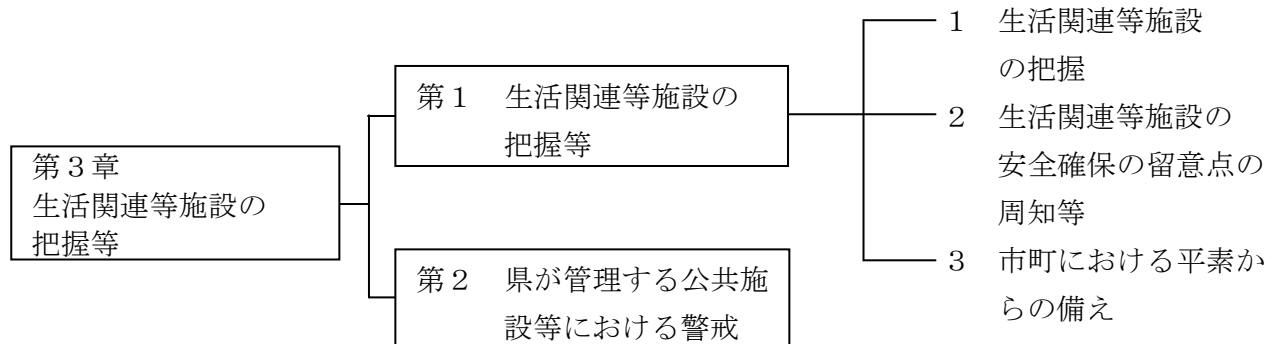 第３章
生活関連等施設の
把握等
第１　生活関連等施設の
把握等
第２　県が管理する公共施
設等における警戒
１　生活関連等施設
の把握
２　生活関連等施設の
安全確保の留意点の
周知等
３　市町における平素か
らの備え